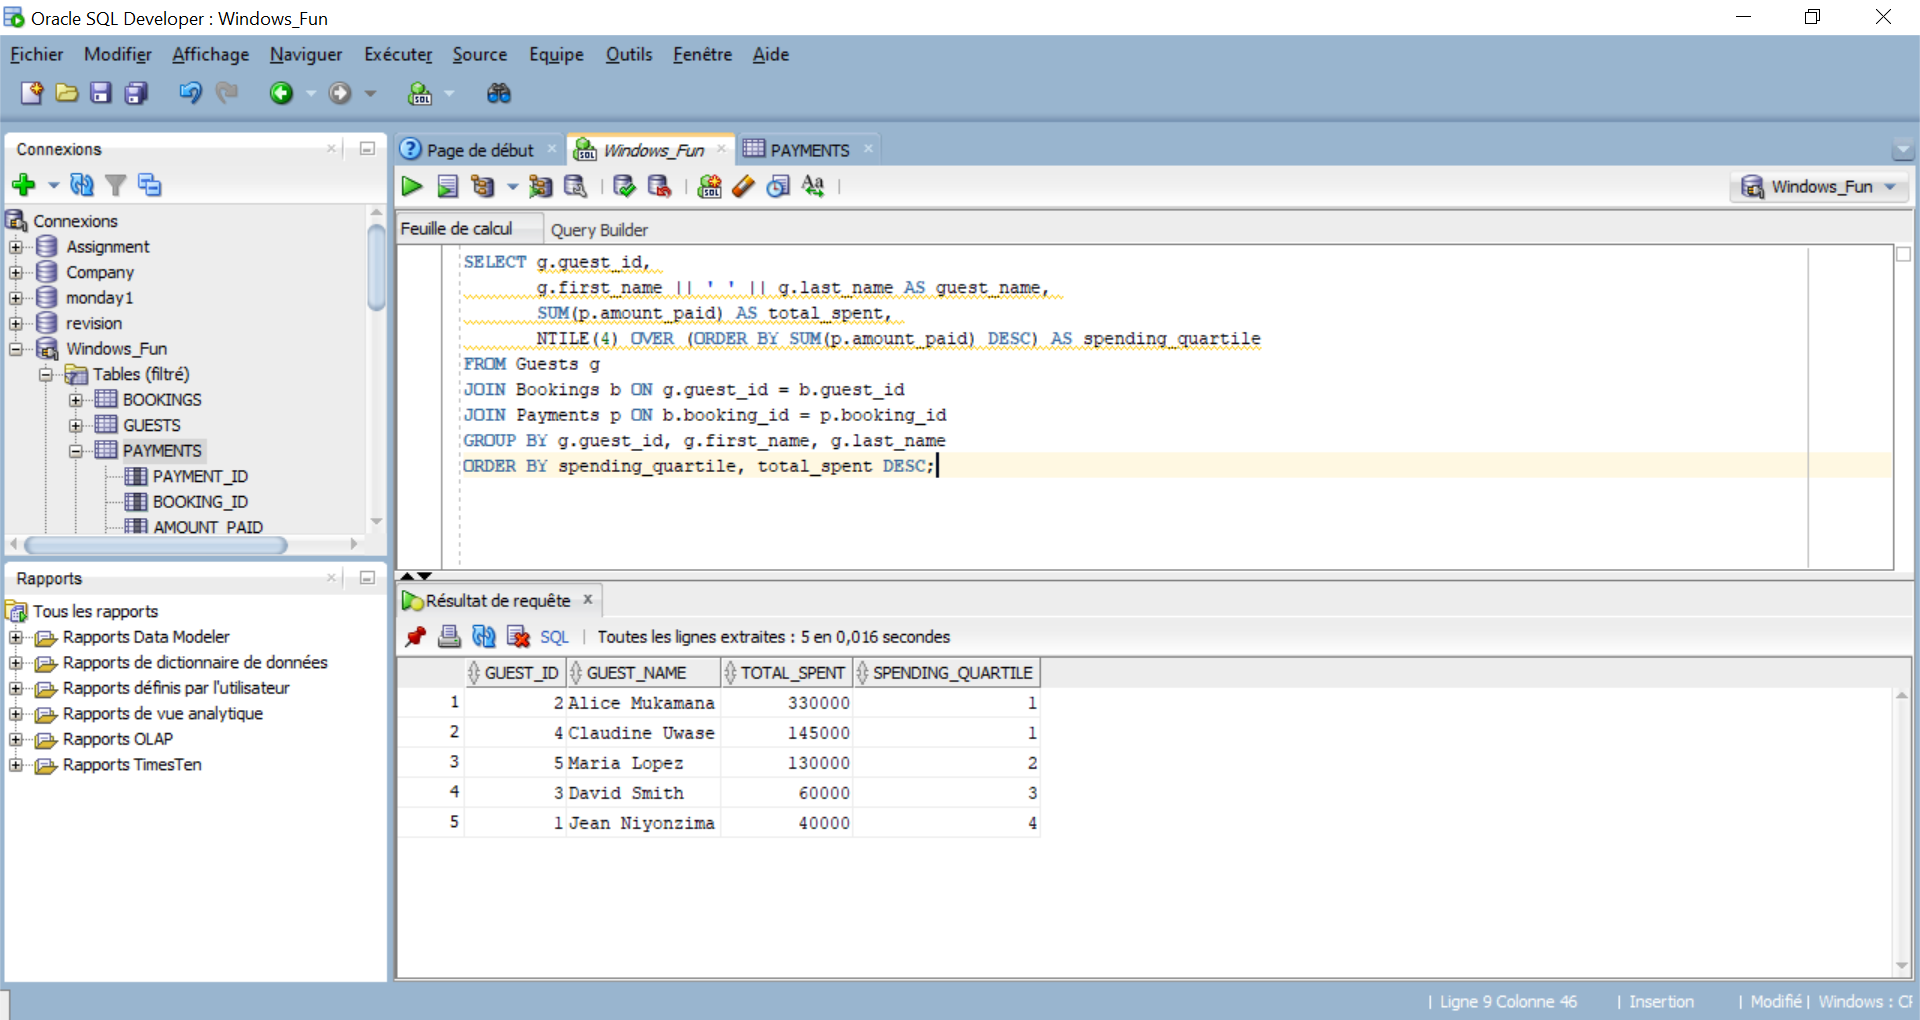 Oracle SQL Developer : Windows_Fun
Fichier Modifier Affichage Naviguer Exécuter Source Equipe Outils Fenêtre Aide
Connexions
Connexions
Assignment
Company
monday1
revision
Windows_Fun
Tables (filtré)
BOOKINGS
GUESTS
PAYMENTS
PAYMENT_ID
BOOKING_ID
AMOUNT_PAID
Rapports
Tous les rapports
Rapports Data Modeler
Rapports de dictionnaire de données
Rapports définis par l'utilisateur
Rapports de vue analytique
Rapports OLAP
Rapports TimesTen
Page de début Windows_Fun PAYMENTS
Windows_Fun
Feuille de calcul Query Builder
SELECT g.guest_id,
g.first_name || ' ' || g.last_name AS guest_name,
SUM(p.amount_paid) AS total_spent,
NTILE(4) OVER (ORDER BY SUM(p.amount_paid) DESC) AS spending_quartile
FROM Guests g
JOIN Bookings b ON g.guest_id = b.guest_id
JOIN Payments p ON b.booking_id = p.booking_id
GROUP BY g.guest_id, g.first_name, g.last_name
ORDER BY spending_quartile, total_spent DESC;
Résultat de requête
SQL | Toutes les lignes extraites : 5 en 0,016 secondes
GUEST_ID GUEST_NAME TOTAL_SPENT SPENDING_QUARTILE
1 2 Alice Mukamana 330000 1
2 4 Claudine Uwase 145000 1
3 5 Maria Lopez 130000 2
4 3 David Smith 60000 3
5 1 Jean Niyonzima 40000 4
| Ligne 9 Colonne 46 | Insertion | Modifié | Windows :